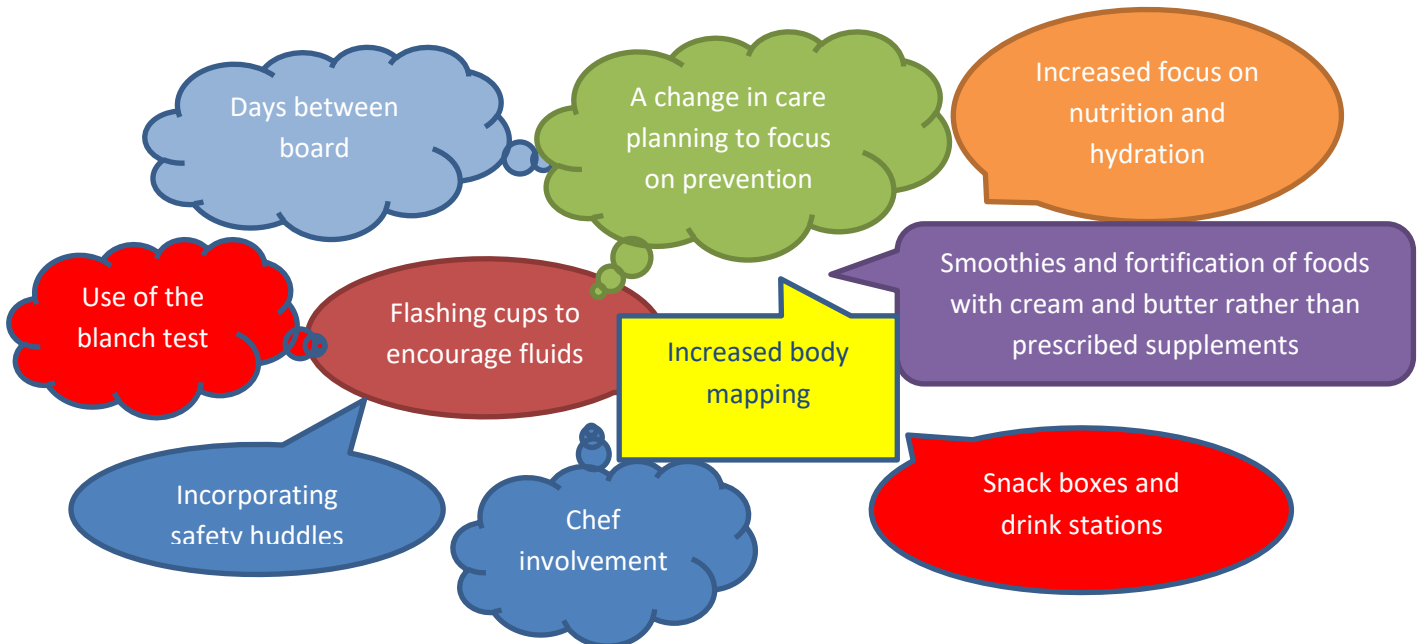 Days between
board
A change in care
planning to focus
on prevention
Increased focus on
nutrition and
hydration
Use of the
blanch test
Flashing cups to
encourage fluids
Increased body
mapping
Smoothies and fortification of foods
with cream and butter rather than
prescribed supplements
Incorporating
safety huddles
Chef
involvement
Snack boxes and
drink stations